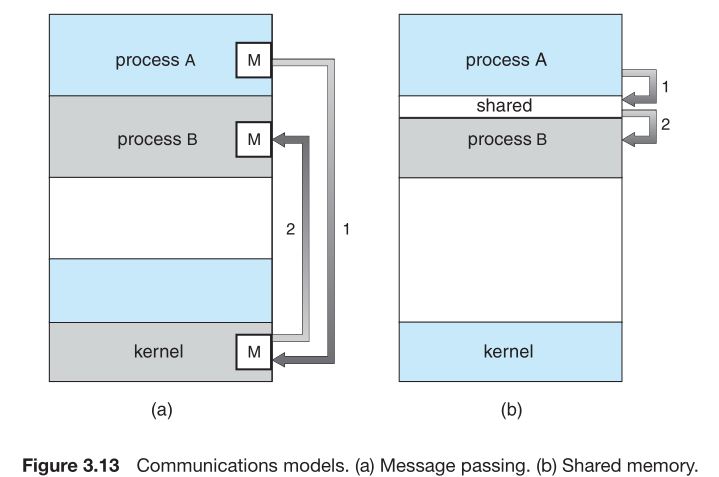 process A
M
process B
M
2
1
kernel
M
(a)
process A
1
shared
2
process B
kernel
(b)
Figure 3.13 Communications models. (a) Message passing. (b) Shared memory.